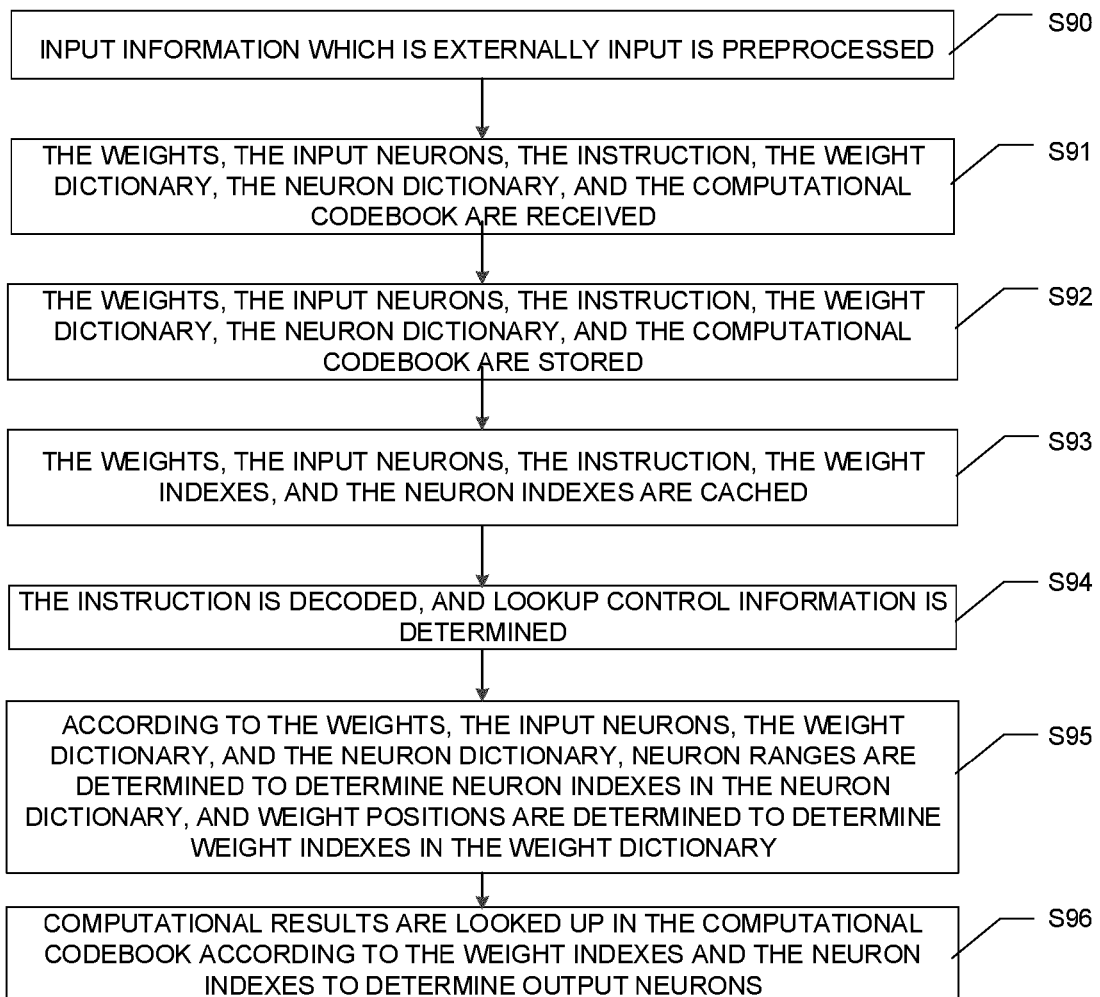 S90
INPUT INFORMATION WHICH IS EXTERNALLY INPUT IS PREPROCESSED
S91
THE WEIGHTS, THE INPUT NEURONS, THE INSTRUCTION, THE WEIGHT
DICTIONARY, THE NEURON DICTIONARY, AND THE COMPUTATIONAL
CODEBOOK ARE RECEIVED
S92
THE WEIGHTS, THE INPUT NEURONS, THE INSTRUCTION, THE WEIGHT
DICTIONARY, THE NEURON DICTIONARY, AND THE COMPUTATIONAL
CODEBOOK ARE STORED
S93
THE WEIGHTS, THE INPUT NEURONS, THE INSTRUCTION, THE WEIGHT
INDEXES, AND THE NEURON INDEXES ARE CACHED
S94
THE INSTRUCTION IS DECODED, AND LOOKUP CONTROL INFORMATION IS
DETERMINED
S95
ACCORDING TO THE WEIGHTS, THE INPUT NEURONS, THE WEIGHT
DICTIONARY, AND THE NEURON DICTIONARY, NEURON RANGES ARE
DETERMINED TO DETERMINE NEURON INDEXES IN THE NEURON
DICTIONARY, AND WEIGHT POSITIONS ARE DETERMINED TO DETERMINE
WEIGHT INDEXES IN THE WEIGHT DICTIONARY
S96
COMPUTATIONAL RESULTS ARE LOOKED UP IN THE COMPUTATIONAL
CODEBOOK ACCORDING TO THE WEIGHT INDEXES AND THE NEURON
INDEXES TO DETERMINE OUTPUT NEURONS